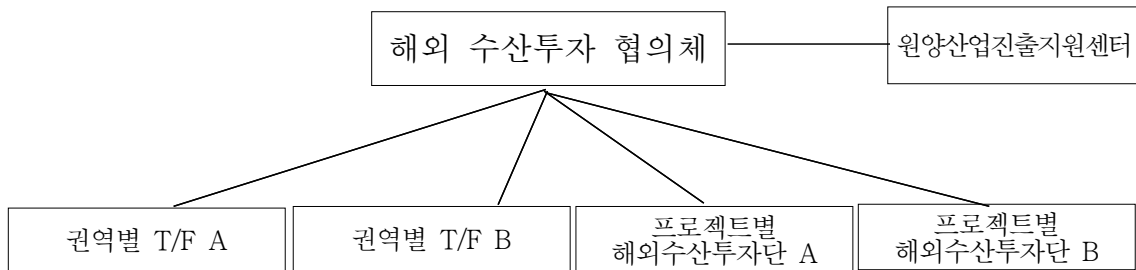 해외 수산투자 협의체
원양산업진출지원센터
권역별 T/F A
권역별 T/F B
프로젝트별
해외수산투자단 A
프로젝트별
해외수산투자단 B